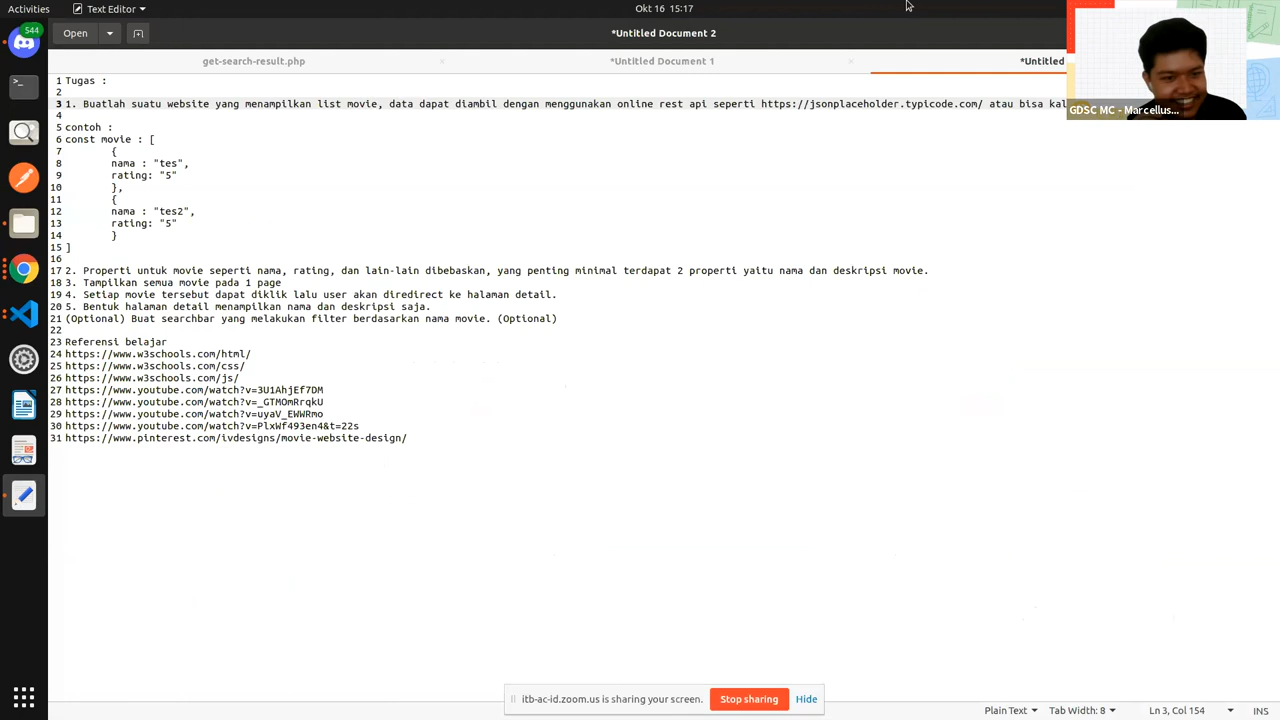 Activities
Text Editor
Okt 16 15:17
544
Open
*Untitled Document 2
get-search-result.php
*Untitled Document 1
*Untitled
GDSC MC - Marcellus...
1 Tugas :
2
3 1. Buatlah suatu website yang menampilkan list movie, data dapat diambil dengan menggunakan online rest api seperti https://jsonplaceholder.typicode.com/ atau bisa kal
4
5 contoh :
6 const movie : [
7 {
8 nama : "tes",
9 rating: "5"
10 },
11 {
12 nama : "tes2",
13 rating: "5"
14 }
15 ]
16
17 2. Properti untuk movie seperti nama, rating, dan lain-lain dibebaskan, yang penting minimal terdapat 2 properti yaitu nama dan deskripsi movie.
18 3. Tampilkan semua movie pada 1 page
19 4. Setiap movie tersebut dapat diklik lalu user akan diredirect ke halaman detail.
20 5. Bentuk halaman detail menampilkan nama dan deskripsi saja.
21 (Optional) Buat searchbar yang melakukan filter berdasarkan nama movie. (Optional)
22
23 Referensi belajar
24 https://www.w3schools.com/html/
25 https://www.w3schools.com/css/
26 https://www.w3schools.com/js/
27 https://www.youtube.com/watch?v=3U1AhjEf7DM
28 https://www.youtube.com/watch?v=_GTMOmRrqkU
29 https://www.youtube.com/watch?v=uyaV_EWWRmo
30 https://www.youtube.com/watch?v=PlxWf493en4&t=22s
31 https://www.pinterest.com/ivdesigns/movie-website-design/
itb-ac-id.zoom.us is sharing your screen.
Stop sharing
Hide
Plain Text
Tab Width: 8
Ln 3, Col 154
INS